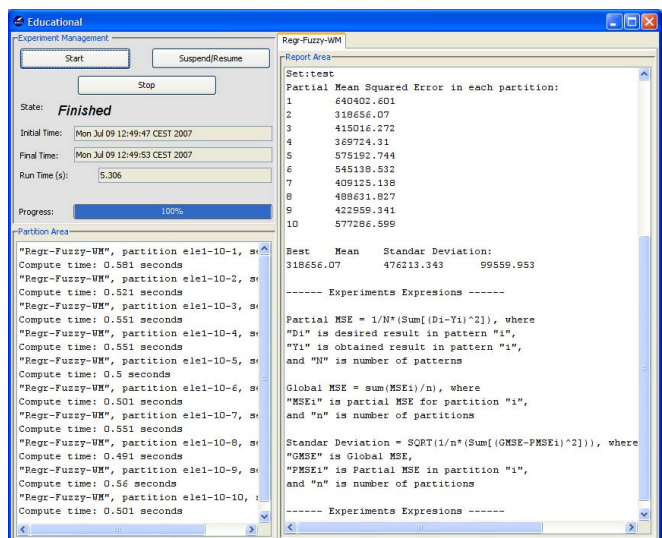 Educational
Experiment Management
Start
Suspend/Resume
Stop
State: Finished
Initial Time: Mon Jul 09 12:49:47 CEST 2007
Final Time: Mon Jul 09 12:49:53 CEST 2007
Run Time (s): 5.306
Progress: 100%
Partition Area
"Regr-Fuzzy-WM", partition ele1-10-1, se
Compute time: 0.581 seconds
"Regr-Fuzzy-WM", partition ele1-10-2, se
Compute time: 0.521 seconds
"Regr-Fuzzy-WM", partition ele1-10-3, se
Compute time: 0.551 seconds
"Regr-Fuzzy-WM", partition ele1-10-4, se
Compute time: 0.551 seconds
"Regr-Fuzzy-WM", partition ele1-10-5, se
Compute time: 0.5 seconds
"Regr-Fuzzy-WM", partition ele1-10-6, se
Compute time: 0.501 seconds
"Regr-Fuzzy-WM", partition ele1-10-7, se
Compute time: 0.551 seconds
"Regr-Fuzzy-WM", partition ele1-10-8, se
Compute time: 0.491 seconds
"Regr-Fuzzy-WM", partition ele1-10-9, se
Compute time: 0.56 seconds
"Regr-Fuzzy-WM", partition ele1-10-10, s
Compute time: 0.501 seconds
Regr-Fuzzy-WM
Report Area
Set:test
Partial Mean Squared Error in each partition:
1 640402.601
2 318656.07
3 415016.272
4 369724.31
5 575192.744
6 545138.532
7 409125.138
8 488631.827
9 422959.341
10 577286.599
Best Mean Standar Deviation:
318656.07 476213.343 99559.953
------ Experiments Expresions ------
Partial MSE = 1/N*(Sum[(Di-Yi)^2]), where
"Di" is desired result in pattern "i",
"Yi" is obtained result in pattern "i",
and "N" is number of patterns
Global MSE = sum(MSEi)/n), where
"MSEi" is partial MSE for partition "i",
and "n" is number of partitions
Standar Deviation = SQRT(1/n*(Sum[(GMSE-PMSEi)^2])), where
"GMSE" is Global MSE,
"PMSEi" is Partial MSE in partition "i",
and "n" is number of partitions
------ Experiments Expresions ------